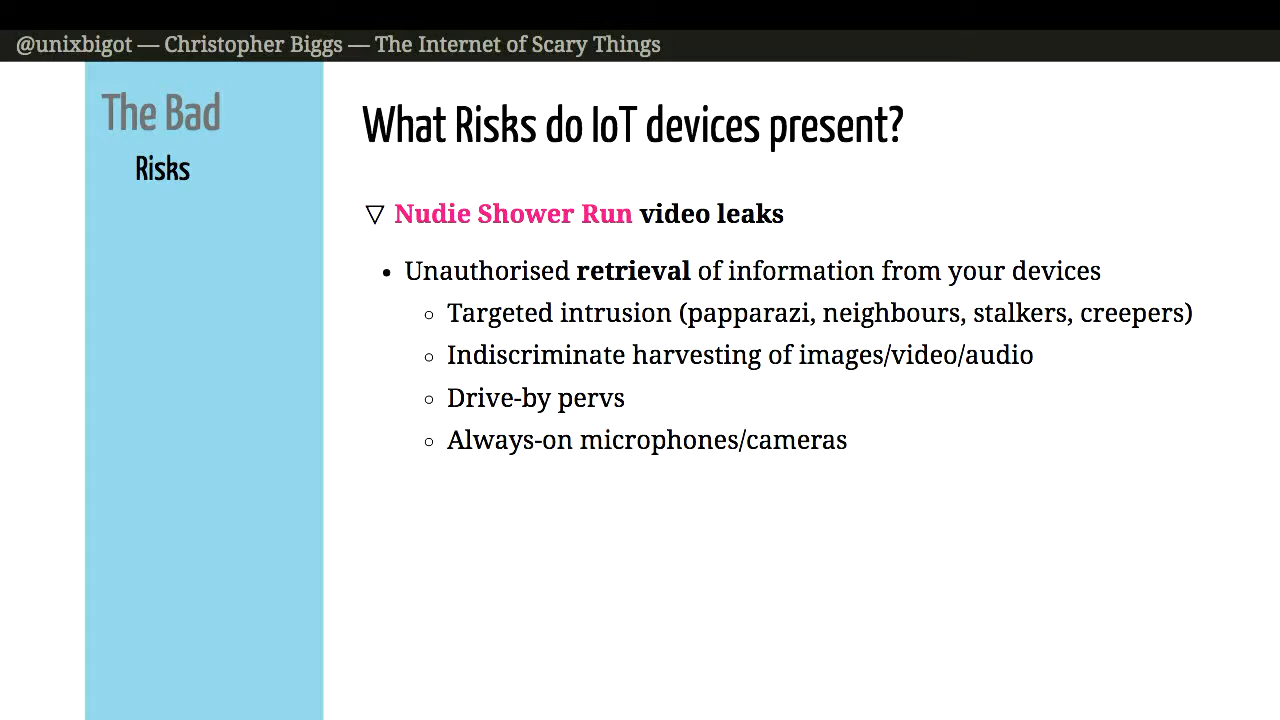 @unixbigot — Christopher Biggs — The Internet of Scary Things
The Bad
Risks
What Risks do IoT devices present?
▽ Nudie Shower Run video leaks
• Unauthorised retrieval of information from your devices
◦ Targeted intrusion (papparazi, neighbours, stalkers, creepers)
◦ Indiscriminate harvesting of images/video/audio
◦ Drive-by pervs
◦ Always-on microphones/cameras